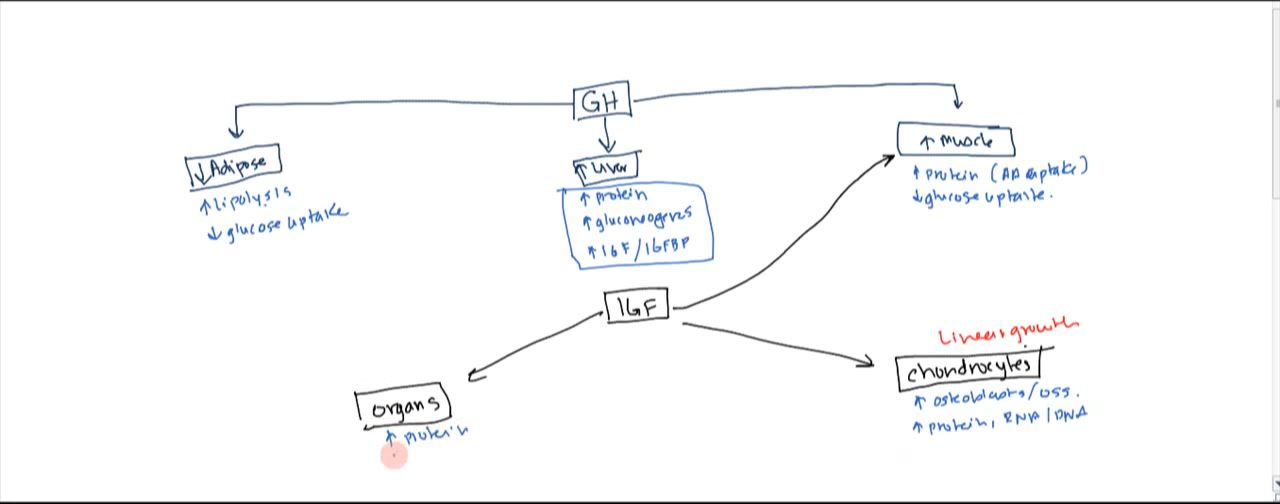 GH
↓ Adipose
↑ lipolysis
↓ glucose uptake
↑ Liver
↑ protein
↑ gluconeogenes
↑ IGF/IGFBP
↑ Muscle
↑ protein (AA uptake)
↓ glucose uptake.
IGF
Organs
↑ protein
Linear growth
Chondrocytes
↑ osteoblasts/oss.
↑ protein, RNA/DNA